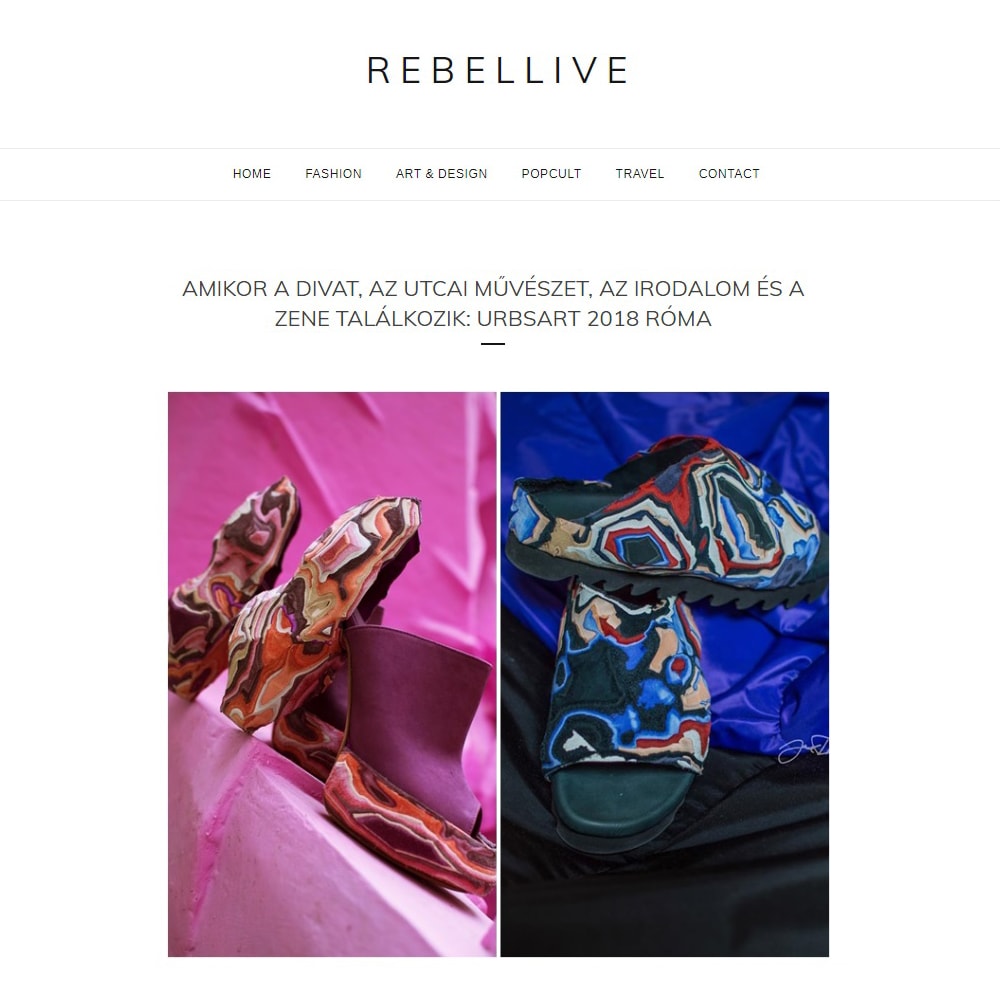 REBELLIVE
HOME FASHION ART & DESIGN POPCULT TRAVEL CONTACT
AMIKOR A DIVAT, AZ UTCAI MŰVÉSZET, AZ IRODALOM ÉS A
ZENE TALÁLKOZIK: URBSART 2018 RÓMA